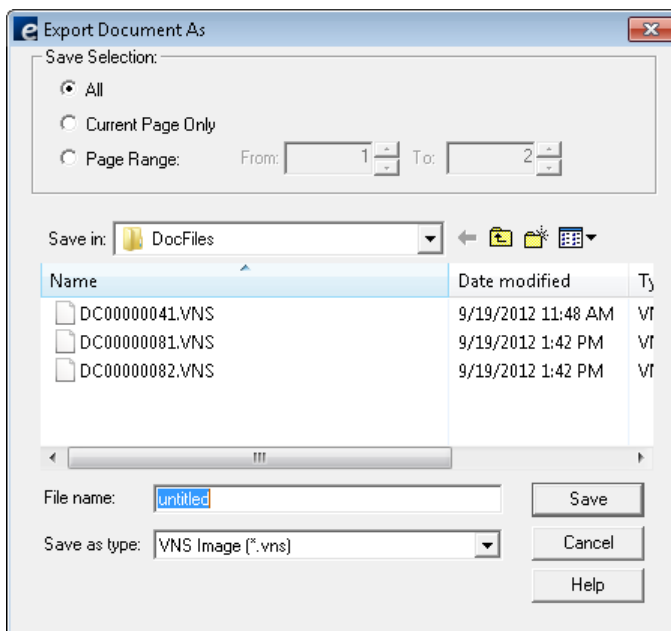 Export Document As
Save Selection:
All
Current Page Only
Page Range: From: 1 To: 2
Save in: DocFiles
Name Date modified Ty
DC00000041.VNS 9/19/2012 11:48 AM
DC00000081.VNS 9/19/2012 1:42 PM
DC00000082.VNS 9/19/2012 1:42 PM
File name: untitled Save
Save as type: VNS Image (*.vns) Cancel
Help